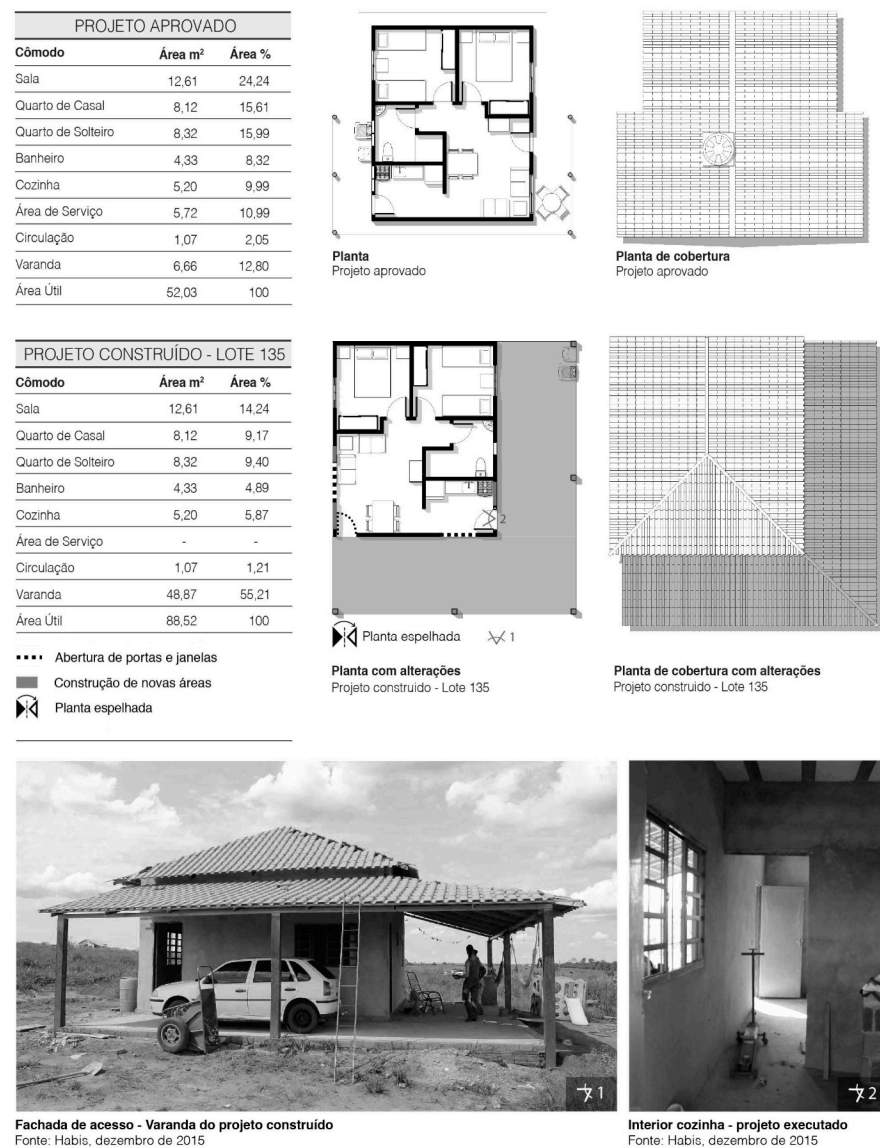 PROJETO APROVADO
Cômodo Área m² Área %
Sala 12,61 24,24
Quarto de Casal 8,12 15,61
Quarto de Solteiro 8,32 15,99
Banheiro 4,33 8,32
Cozinha 5,20 9,99
Área de Serviço 5,72 10,99
Circulação 1,07 2,05
Varanda 6,66 12,80
Área Útil 52,03 100
Planta
Projeto aprovado
Planta de cobertura
Projeto aprovado
PROJETO CONSTRUÍDO - LOTE 135
Cômodo Área m² Área %
Sala 12,61 14,24
Quarto de Casal 8,12 9,17
Quarto de Solteiro 8,32 9,40
Banheiro 4,33 4,89
Cozinha 5,20 5,87
Área de Serviço - -
Circulação 1,07 1,21
Varanda 48,87 55,21
Área Útil 88,52 100
Abertura de portas e janelas
Construção de novas áreas
Planta espelhada
2
Planta espelhada 1
Planta com alterações
Projeto construido - Lote 135
Planta de cobertura com alterações
Projeto construido - Lote 135
1
2
Fachada de acesso - Varanda do projeto construído
Fonte: Habis, dezembro de 2015
Interior cozinha - projeto executado
Fonte: Habis, dezembro de 2015